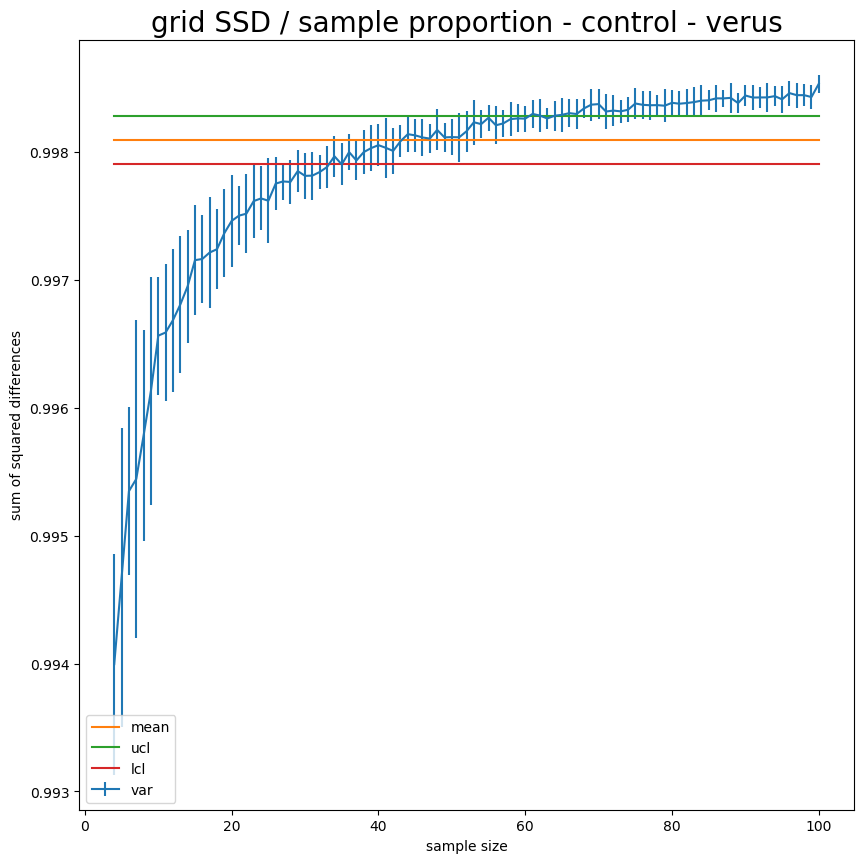 grid SSD / sample proportion - control - verus
sum of squared differences
0.998
0.997
0.996
0.995
0.994
0.993
mean
ucl
lcl
var
0
20
40
60
80
100
sample size